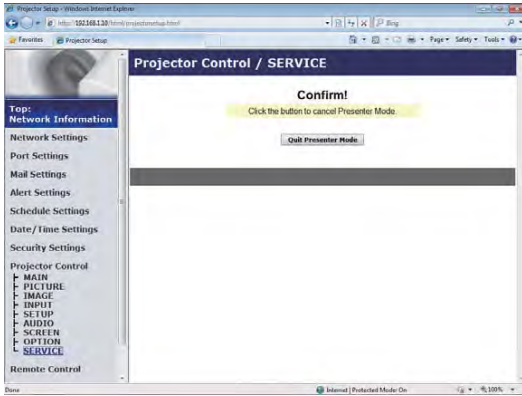 Projector Setup - Windows Internet Explorer
http://192.168.1.10/html/projectorsetup.html
Bing
Favorites
Projector Setup
Page
Safety
Tools
Projector Control / SERVICE
Confirm!
Click the button to cancel Presenter Mode.
Quit Presenter Mode
Top:
Network Information
Network Settings
Port Settings
Mail Settings
Alert Settings
Schedule Settings
Date/Time Settings
Security Settings
Projector Control
MAIN
PICTURE
IMAGE
INPUT
SETUP
AUDIO
SCREEN
OPTION
SERVICE
Remote Control
Done
Internet | Protected Mode: On
100%